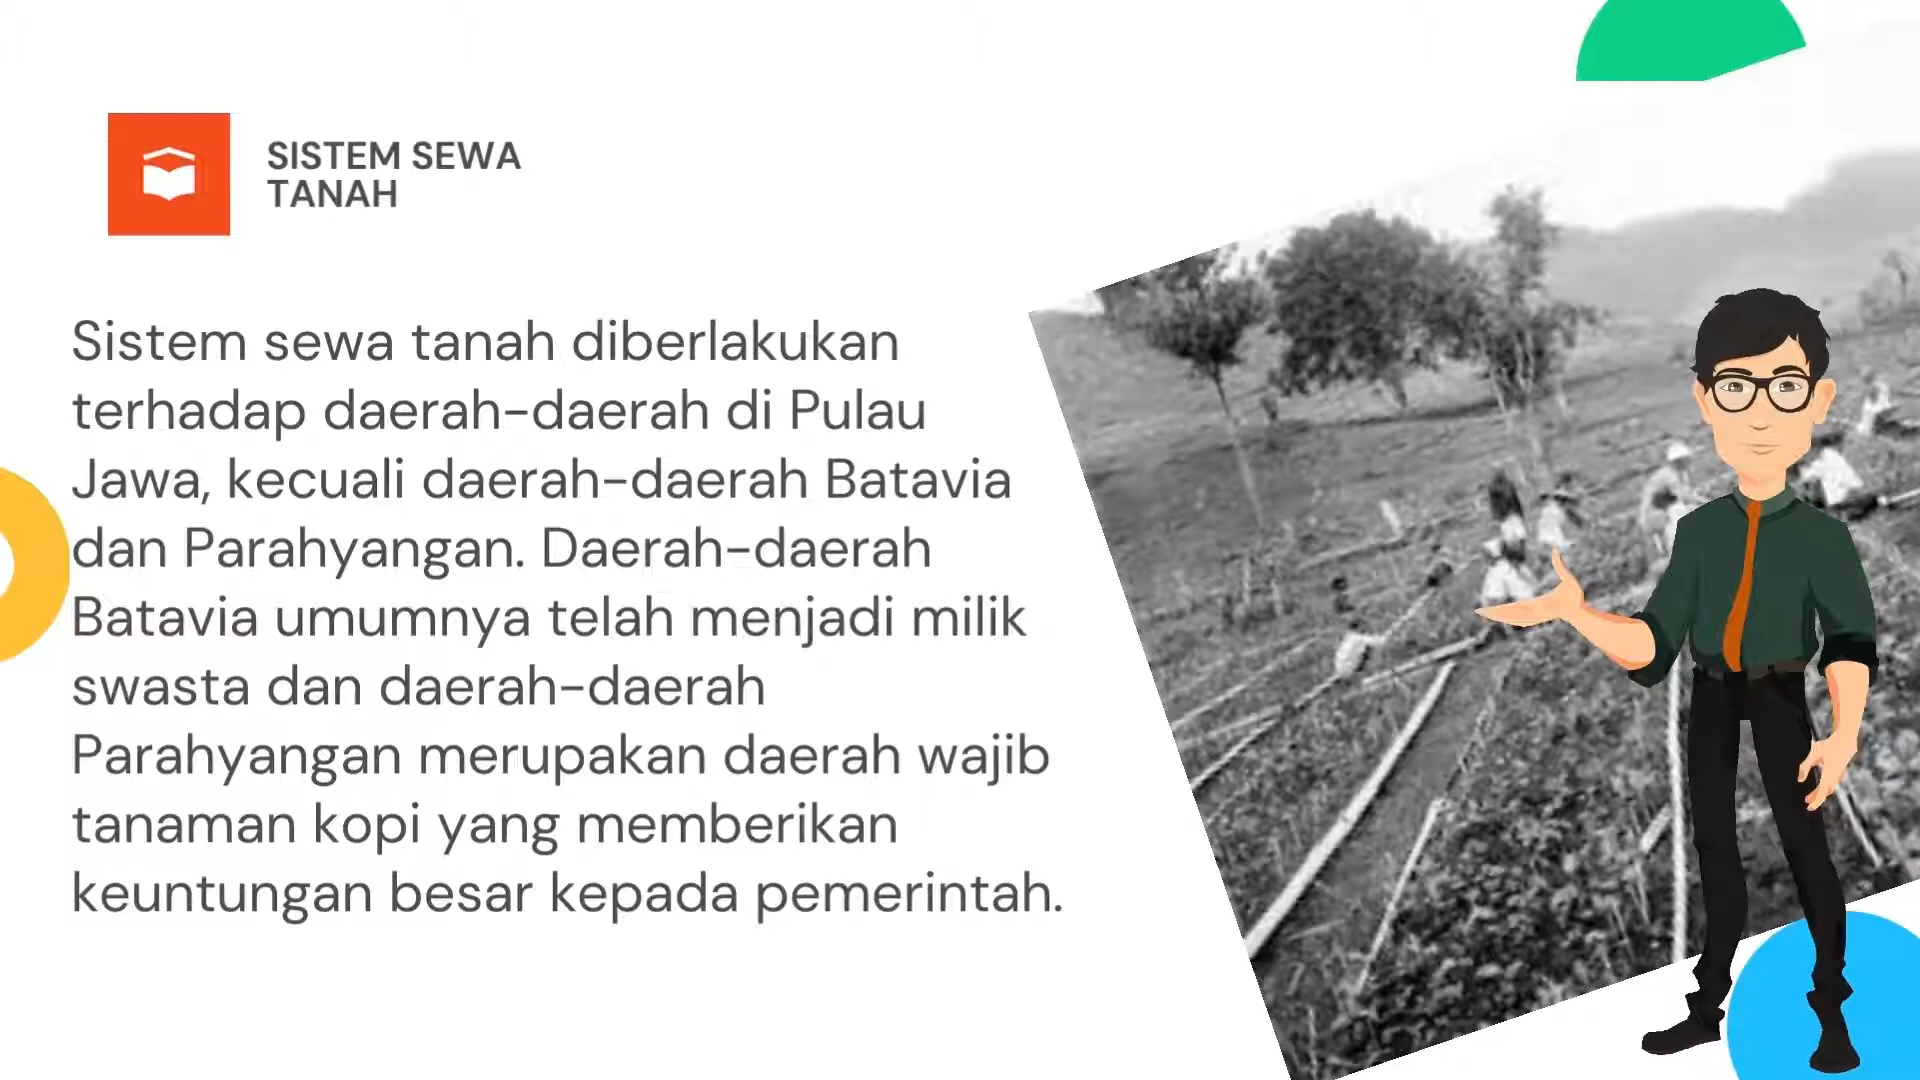 SISTEM SEWA
TANAH
Sistem sewa tanah diberlakukan
terhadap daerah-daerah di Pulau
Jawa, kecuali daerah-daerah Batavia
dan Parahyangan. Daerah-daerah
Batavia umumnya telah menjadi milik
swasta dan daerah-daerah
Parahyangan merupakan daerah wajib
tanaman kopi yang memberikan
keuntungan besar kepada pemerintah.